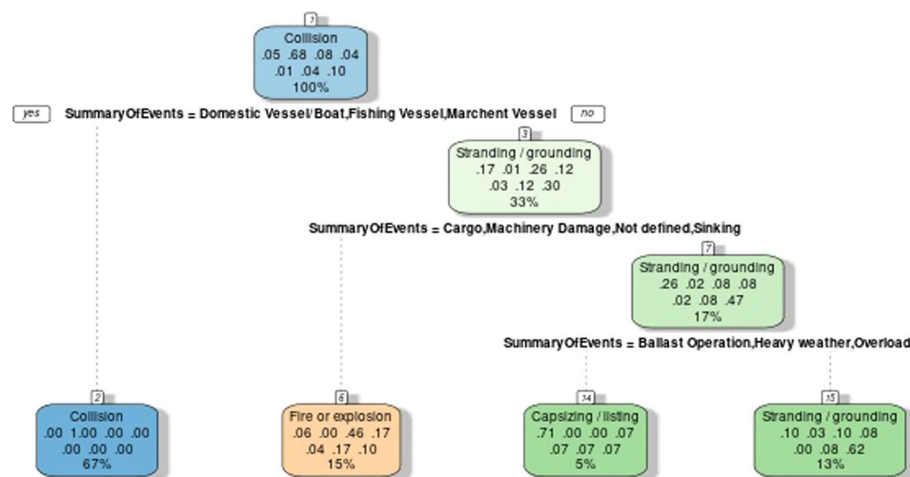 1
Collision
.05 .68 .08 .04
.01 .04 .10
100%
yes SummaryOfEvents = Domestic Vessel/Boat,Fishing Vessel,Marchent Vessel no
3
Stranding / grounding
.17 .01 .26 .12
.03 .12 .30
33%
SummaryOfEvents = Cargo,Machinery Damage,Not defined,Sinking
7
Stranding / grounding
.26 .02 .08 .08
.02 .08 .47
17%
SummaryOfEvents = Ballast Operation,Heavy weather,Overload
2
Collision
.00 1.00 .00 .00
.00 .00 .00
67%
6
Fire or explosion
.06 .00 .46 .17
.04 .17 .10
15%
14
Capsizing / listing
.71 .00 .00 .07
.07 .07 .07
5%
15
Stranding / grounding
.10 .03 .10 .08
.00 .08 .62
13%